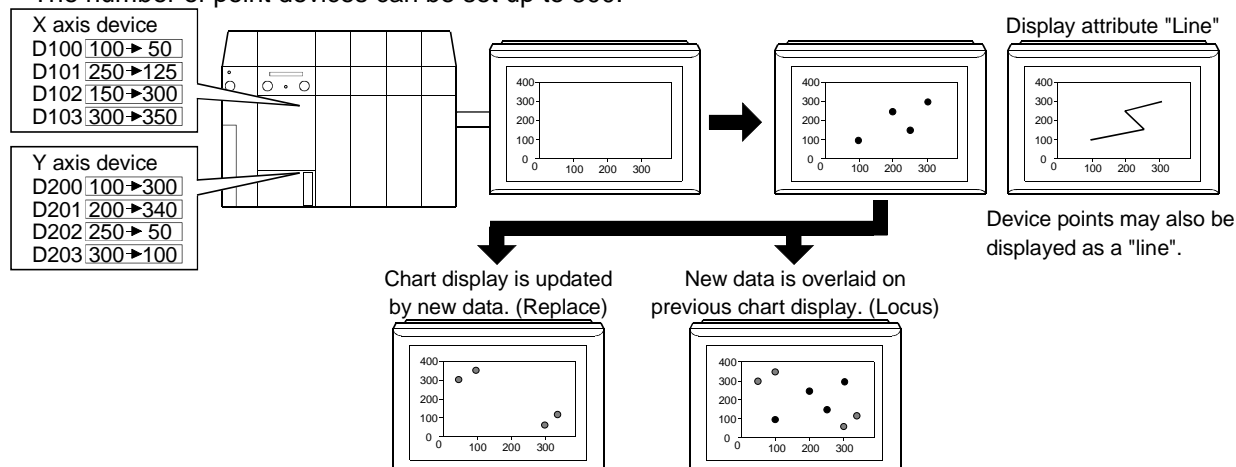 The number of point devices can be set up to 500.
X axis device
D100 100→ 50
D101 250→125
D102 150→300
D103 300→350
Y axis device
D200 100→300
D201 200→340
D202 250→ 50
D203 300→100
400
300
200
100
0
100 200 300
400
300
200
100
0
100 200 300
Display attribute "Line"
400
300
200
100
0
100 200 300
Device points may also be
displayed as a "line".
Chart display is updated
by new data. (Replace)
400
300
200
100
0
0 100 200 300
New data is overlaid on
previous chart display. (Locus)
400
300
200
100
0
0 100 200 300